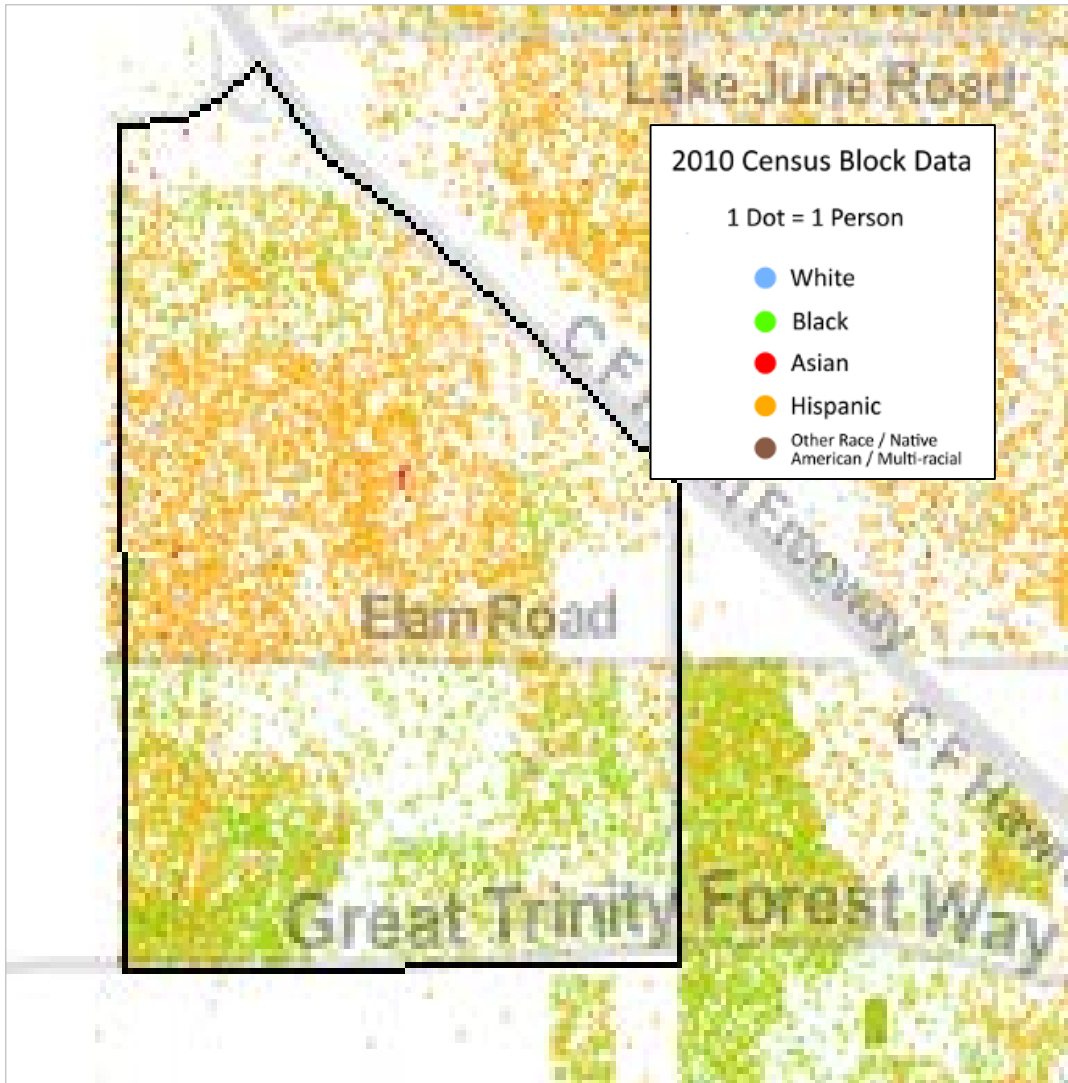 Lake June Road
2010 Census Block Data
1 Dot = 1 Person
White
Black
Asian
Hispanic
Other Race / Native
American / Multi-racial
C F
Elam Road
C F Hawn
Great Trinity Forest Way